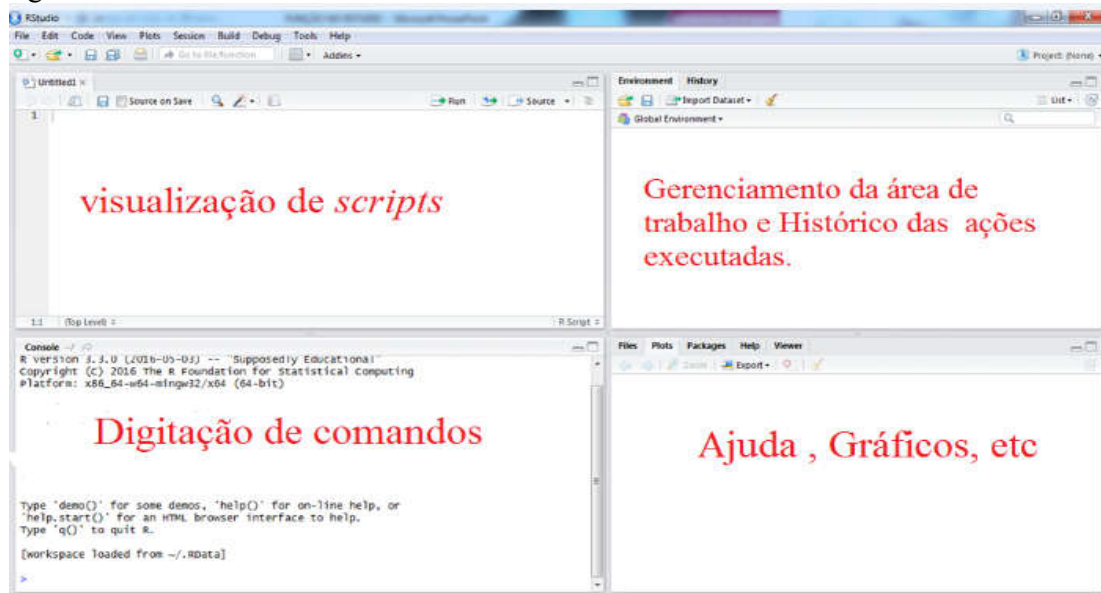 RStudio
File Edit Code View Plots Session Build Debug Tools Help
Go to file/function Addins
Project: (None)
Untitled1 ×
Source on Save Run Source
1
visualização de scripts
1:1 (Top Level) R Script
Environment History
Import Dataset List
Global Environment
Gerenciamento da área de
trabalho e Histórico das ações
executadas.
Console ~/
R version 3.3.0 (2016-05-03) -- "Supposedly Educational"
Copyright (C) 2016 The R Foundation for Statistical Computing
Platform: x86_64-w64-mingw32/x64 (64-bit)
Digitação de comandos
Type 'demo()' for some demos, 'help()' for on-line help, or
'help.start()' for an HTML browser interface to help.
Type 'q()' to quit R.
[workspace loaded from ~/.RData]
>
Files Plots Packages Help Viewer
Zoom Export
Ajuda , Gráficos, etc